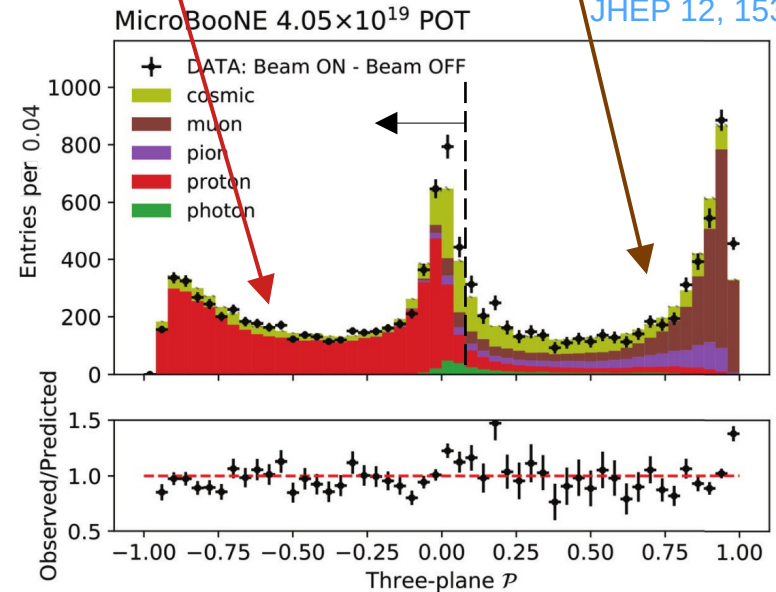 MicroBooNE 4.05×10¹⁹ POT
JHEP 12, 153
DATA: Beam ON - Beam OFF
cosmic
muon
pion
proton
photon
Entries per 0.04
1000
800
600
400
200
0
Observed/Predicted
1.5
1.0
0.5
−1.00 −0.75 −0.50 −0.25 0.00 0.25 0.50 0.75 1.00
Three-plane 𝒫